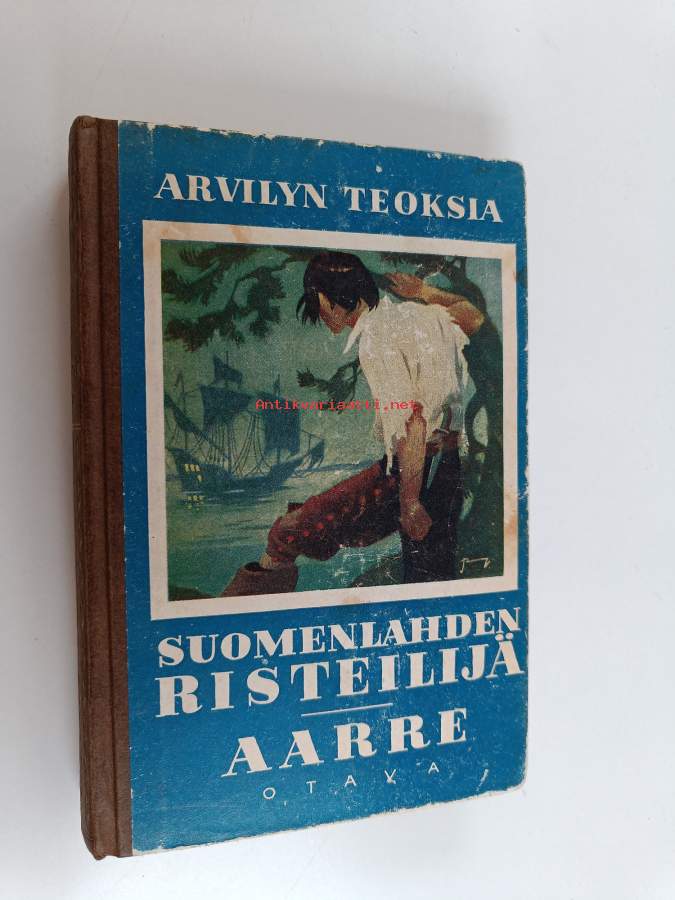 ARVILYN TEOKSIA
Antikvariaatti.net
SUOMENLAHDEN
RISTEILIJÄ
AARRE
OTAVA